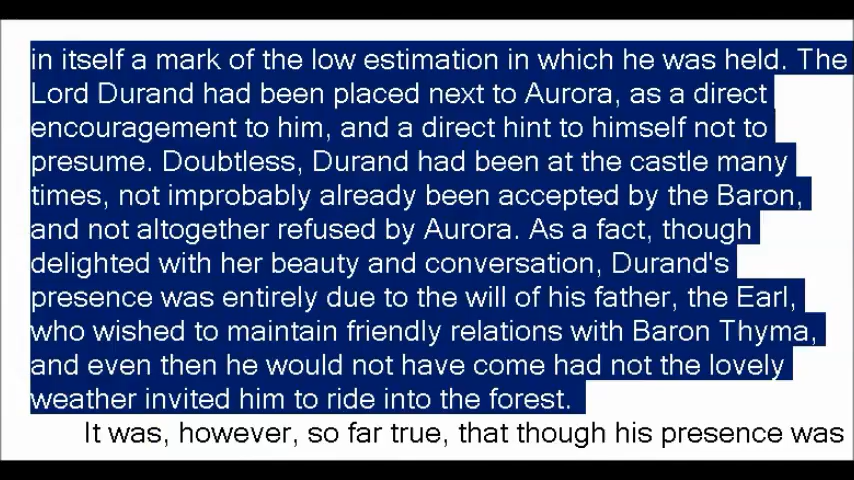 in itself a mark of the low estimation in which he was held. The
Lord Durand had been placed next to Aurora, as a direct
encouragement to him, and a direct hint to himself not to
presume. Doubtless, Durand had been at the castle many
times, not improbably already been accepted by the Baron,
and not altogether refused by Aurora. As a fact, though
delighted with her beauty and conversation, Durand's
presence was entirely due to the will of his father, the Earl,
who wished to maintain friendly relations with Baron Thyma,
and even then he would not have come had not the lovely
weather invited him to ride into the forest.
It was, however, so far true, that though his presence was